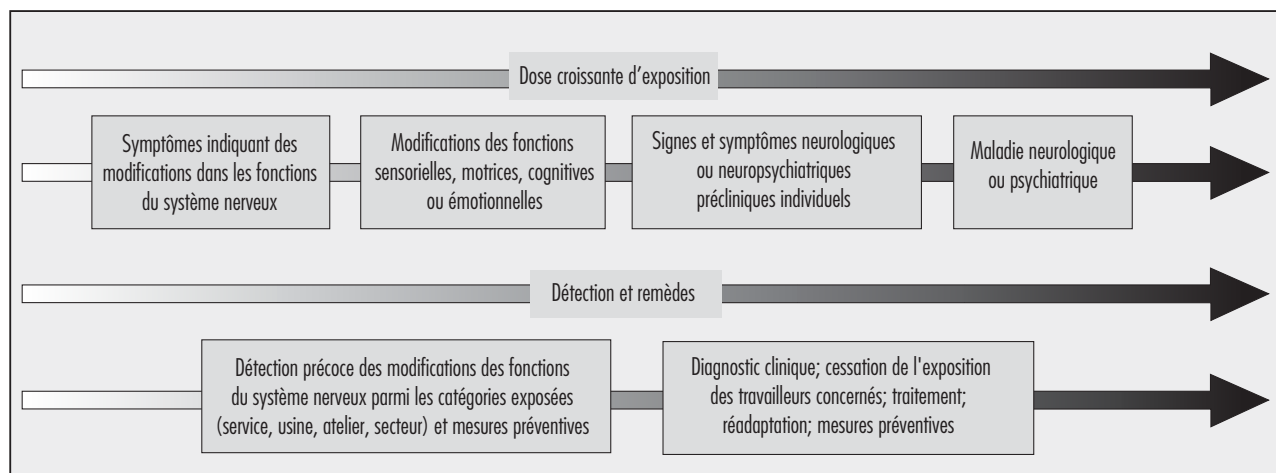 Dose croissante d'exposition
Symptômes indiquant des
modifications dans les fonctions
du système nerveux
Modifications des fonctions
sensorielles, motrices, cognitives
ou émotionnelles
Signes et symptômes neurologiques
ou neuropsychiatriques
précliniques individuels
Maladie neurologique
ou psychiatrique
Détection et remèdes
Détection précoce des modifications des fonctions
du système nerveux parmi les catégories exposées
(service, usine, atelier, secteur) et mesures préventives
Diagnostic clinique; cessation de l'exposition
des travailleurs concernés; traitement;
réadaptation; mesures préventives